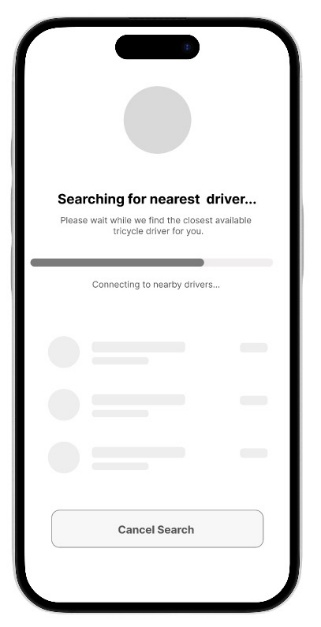 Searching for nearest driver...
Please wait while we find the closest available
tricycle driver for you.
Connecting to nearby drivers...
Cancel Search